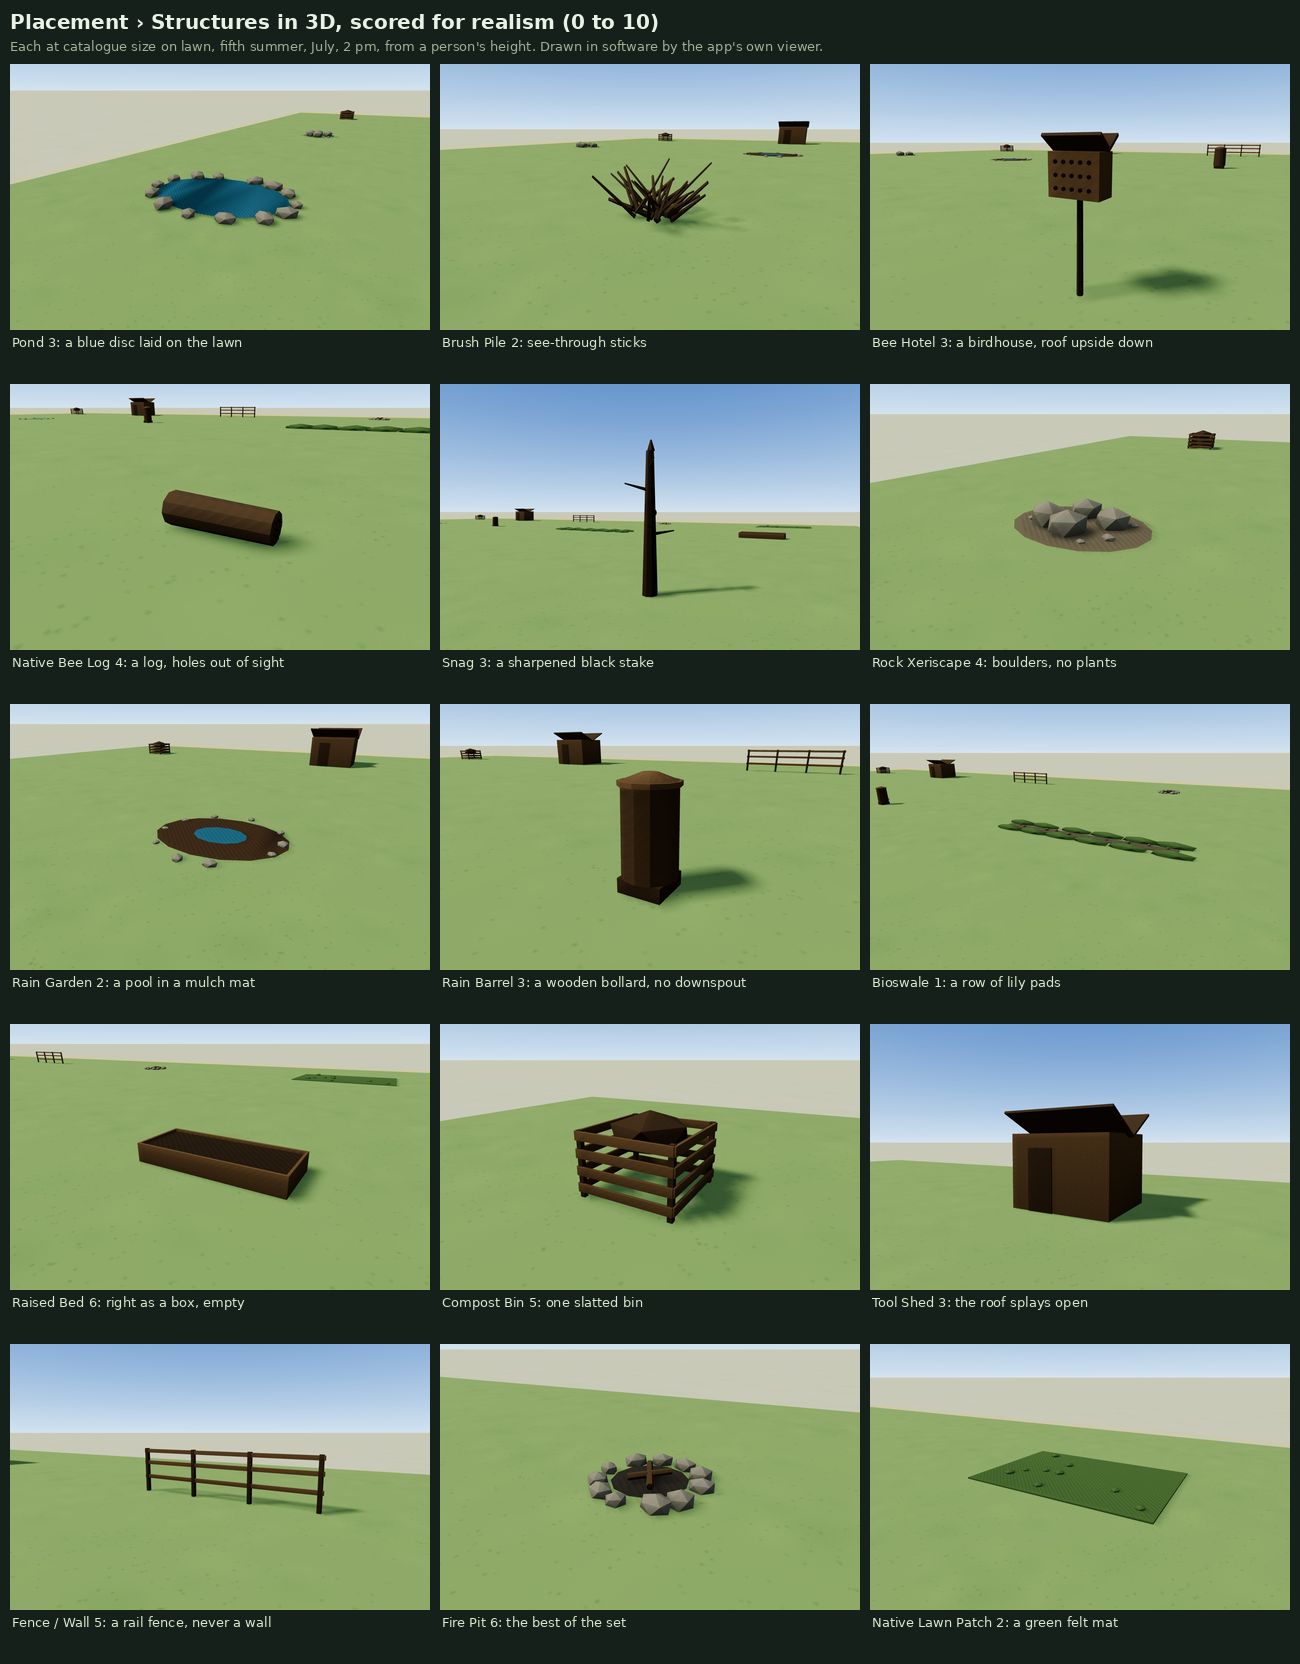 Placement › Structures in 3D, scored for realism (0 to 10)
Each at catalogue size on lawn, fifth summer, July, 2 pm, from a person's height. Drawn in software by the app's own viewer.
Pond 3: a blue disc laid on the lawn
Brush Pile 2: see-through sticks
Bee Hotel 3: a birdhouse, roof upside down
Native Bee Log 4: a log, holes out of sight
Snag 3: a sharpened black stake
Rock Xeriscape 4: boulders, no plants
Rain Garden 2: a pool in a mulch mat
Rain Barrel 3: a wooden bollard, no downspout
Bioswale 1: a row of lily pads
Raised Bed 6: right as a box, empty
Compost Bin 5: one slatted bin
Tool Shed 3: the roof splays open
Fence / Wall 5: a rail fence, never a wall
Fire Pit 6: the best of the set
Native Lawn Patch 2: a green felt mat